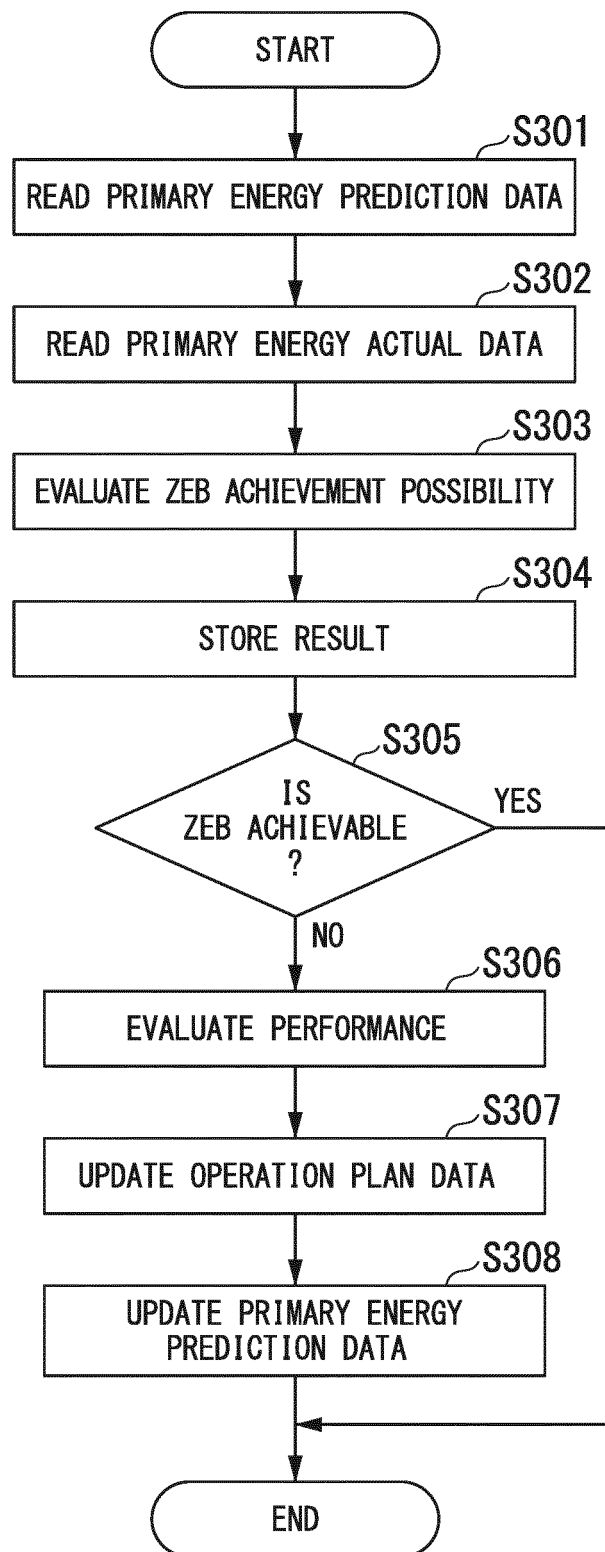 START
S301
READ PRIMARY ENERGY PREDICTION DATA
S302
READ PRIMARY ENERGY ACTUAL DATA
S303
EVALUATE ZEB ACHIEVEMENT POSSIBILITY
S304
STORE RESULT
S305
IS
ZEB ACHIEVABLE
?
YES
NO
S306
EVALUATE PERFORMANCE
S307
UPDATE OPERATION PLAN DATA
S308
UPDATE PRIMARY ENERGY
PREDICTION DATA
END